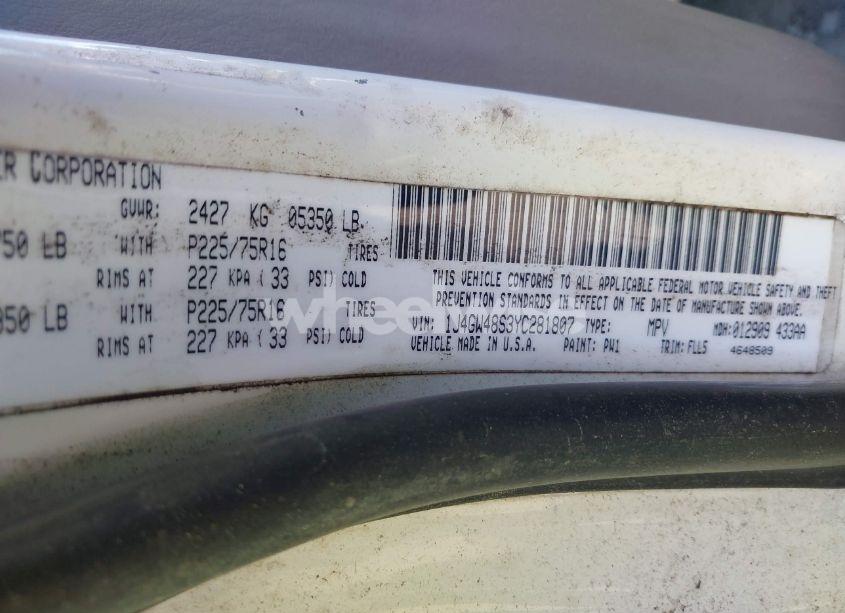 ER CORPORATION
GVWR: 2427 KG 05350 LB
750 LB WITH P225/75R16 TIRES
RIMS AT 227 KPA ( 33 PSI) COLD
850 LB WITH P225/75R16 TIRES
RIMS AT 227 KPA ( 33 PSI) COLD
THIS VEHICLE CONFORMS TO ALL APPLICABLE FEDERAL MOTOR VEHICLE SAFETY AND THEFT
PREVENTION STANDARDS IN EFFECT ON THE DATE OF MANUFACTURE SHOWN ABOVE.
VIN: 1J4GW48S3YC281807 TYPE: MPV MDH: 012909 433AA
VEHICLE MADE IN U.S.A. PAINT: PW1 TRIM: FLL5 4648509